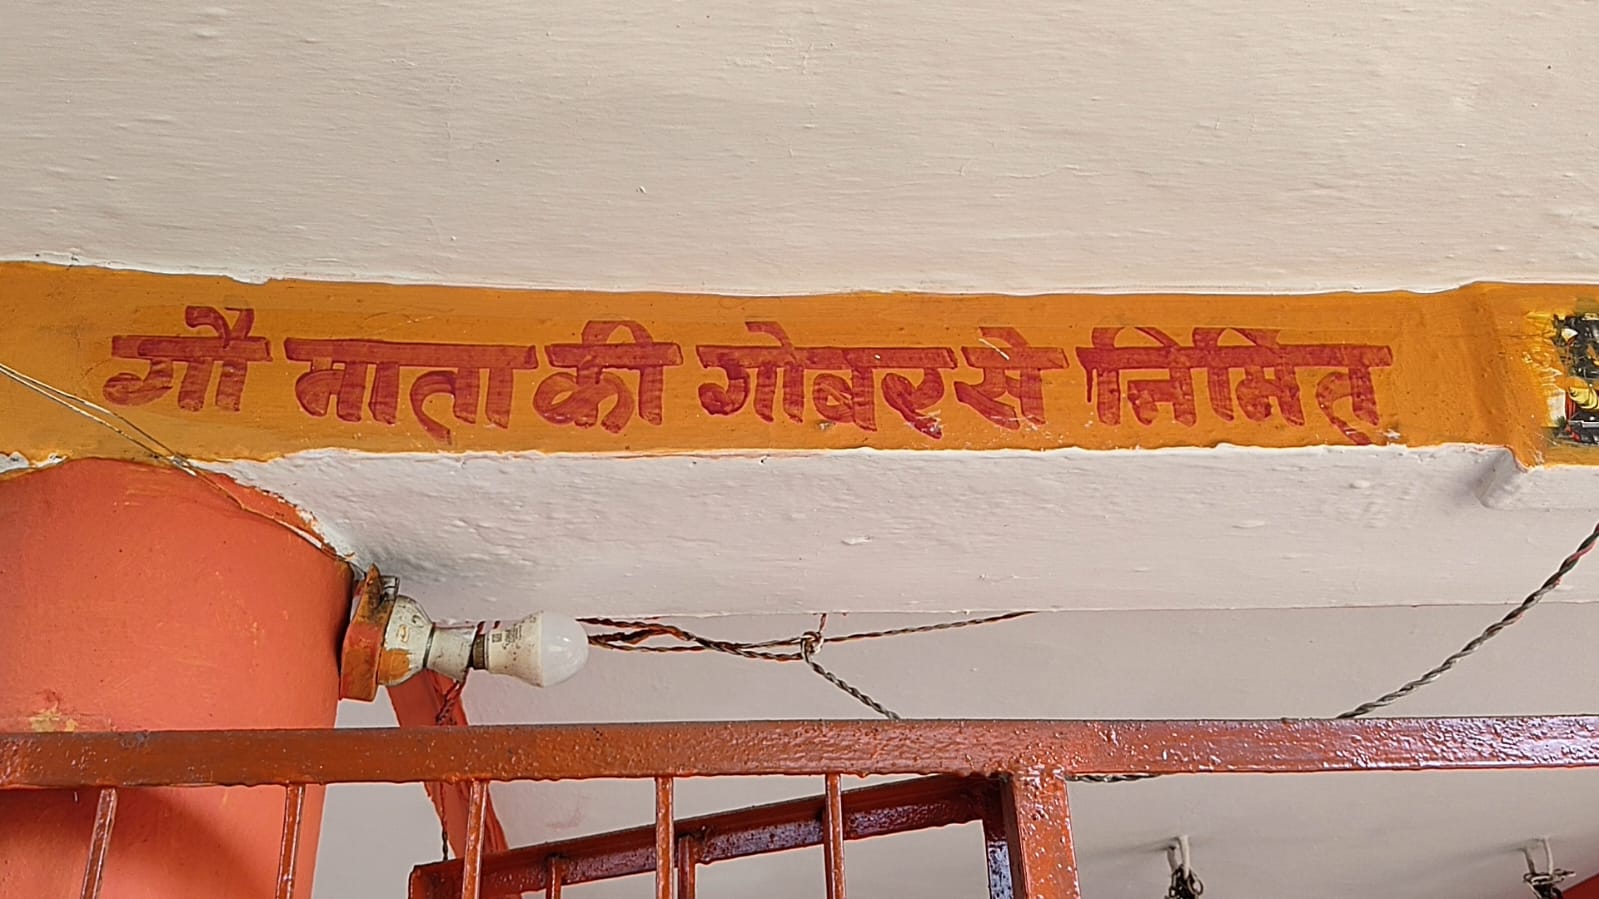 गौ माता की गोबर से निर्मित